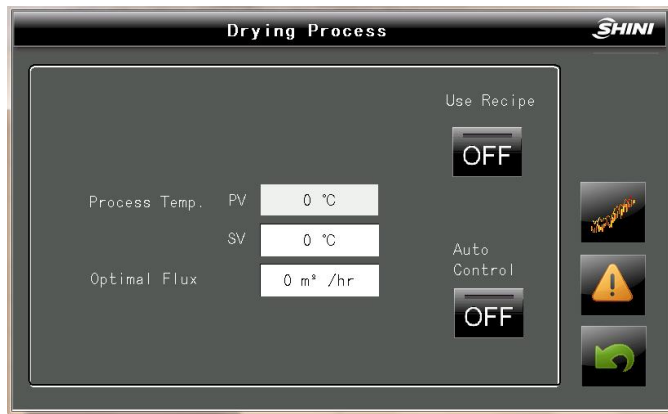 Drying Process
SHINI
Use Recipe
OFF
Process Temp. PV 0 °C
SV 0 °C
Auto
Control
Optimal Flux 0 m³ /hr
OFF